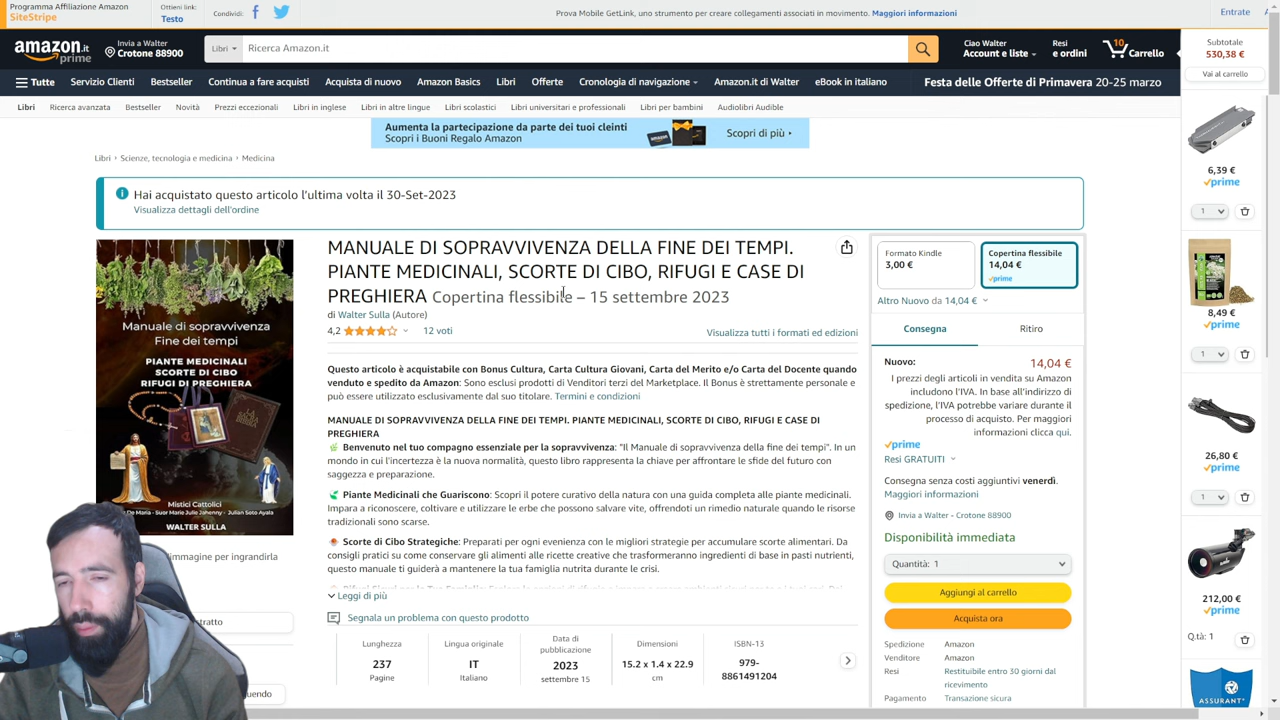 Programma Affiliazione Amazon
SiteStripe
Ottieni link:
Testo
Condividi:
Prova Mobile GetLink, uno strumento per creare collegamenti associati in movimento. Maggiori informazioni
Entrate
amazon.it
prime
Invia a Walter
Crotone 88900
Libri
Ricerca Amazon.it
Ciao Walter
Account e liste
Resi
e ordini
10
Carrello
Subtotale
530,38 €
Vai al carrello
Tutte
Servizio Clienti
Bestseller
Continua a fare acquisti
Acquista di nuovo
Amazon Basics
Libri
Offerte
Cronologia di navigazione
Amazon.it di Walter
eBook in italiano
Festa delle Offerte di Primavera 20-25 marzo
Libri
Ricerca avanzata
Bestseller
Novità
Prezzi eccezionali
Libri in inglese
Libri in altre lingue
Libri scolastici
Libri universitari e professionali
Libri per bambini
Audiolibri Audible
Aumenta la partecipazione da parte dei tuoi cleinti
Scopri i Buoni Regalo Amazon
Scopri di più
Libri › Scienze, tecnologia e medicina › Medicina
Hai acquistato questo articolo l'ultima volta il 30-Set-2023
Visualizza dettagli dell'ordine
Manuale di sopravvivenza
Fine dei tempi
PIANTE MEDICINALI
SCORTE DI CIBO
RIFUGI E CASE DI PREGHIERA
Mistici Cattolici
De Maria - Suor Marie Julie Jahenny - Julian Soto Ayala
WALTER SULLA
l'immagine per ingrandirla
MANUALE DI SOPRAVVIVENZA DELLA FINE DEI TEMPI.
PIANTE MEDICINALI, SCORTE DI CIBO, RIFUGI E CASE DI
PREGHIERA Copertina flessibile – 15 settembre 2023
di Walter Sulla (Autore)
4,2
12 voti
Visualizza tutti i formati ed edizioni
Questo articolo è acquistabile con Bonus Cultura, Carta Cultura Giovani, Carta del Merito e/o Carta del Docente quando
venduto e spedito da Amazon: Sono esclusi prodotti di Venditori terzi del Marketplace. Il Bonus è strettamente personale e
può essere utilizzato esclusivamente dal suo titolare. Termini e condizioni
MANUALE DI SOPRAVVIVENZA DELLA FINE DEI TEMPI. PIANTE MEDICINALI, SCORTE DI CIBO, RIFUGI E CASE DI
PREGHIERA
Benvenuto nel tuo compagno essenziale per la sopravvivenza: "Il Manuale di sopravvivenza della fine dei tempi". In un
mondo in cui l'incertezza è la nuova normalità, questo libro rappresenta la chiave per affrontare le sfide del futuro con
saggezza e preparazione.
Piante Medicinali che Guariscono: Scopri il potere curativo della natura con una guida completa alle piante medicinali.
Impara a riconoscere, coltivare e utilizzare le erbe che possono salvare vite, offrendoti un rimedio naturale quando le risorse
tradizionali sono scarse.
Scorte di Cibo Strategiche: Preparati per ogni evenienza con le migliori strategie per accumulare scorte alimentari. Da
consigli pratici su come conservare gli alimenti alle ricette creative che trasformeranno ingredienti di base in pasti nutrienti,
questo manuale ti guiderà a mantenere la tua famiglia nutrita durante le crisi.
Leggi di più
Segnala un problema con questo prodotto
Lunghezza
237
Pagine
Lingua originale
IT
Italiano
Data di
pubblicazione
2023
settembre 15
Dimensioni
15.2 x 1.4 x 22.9
cm
ISBN-13
979-
8861491204
Formato Kindle
3,00 €
Copertina flessibile
14,04 €
prime
Altro Nuovo da 14,04 €
Consegna
Ritiro
Nuovo:
14,04 €
I prezzi degli articoli in vendita su Amazon
includono l'IVA. In base all'indirizzo di
spedizione, l'IVA potrebbe variare durante il
processo di acquisto. Per maggiori
informazioni clicca qui.
prime
Resi GRATUITI
Consegna senza costi aggiuntivi venerdì.
Maggiori informazioni
Invia a Walter - Crotone 88900
Disponibilità immediata
Quantità: 1
Aggiungi al carrello
Acquista ora
Spedizione Amazon
Venditore Amazon
Resi Restituibile entro 30 giorni dal
ricevimento
Pagamento Transazione sicura
6,39 €
prime
1
8,49 €
prime
1
26,80 €
prime
1
212,00 €
prime
Q.tà: 1
ASSURANT